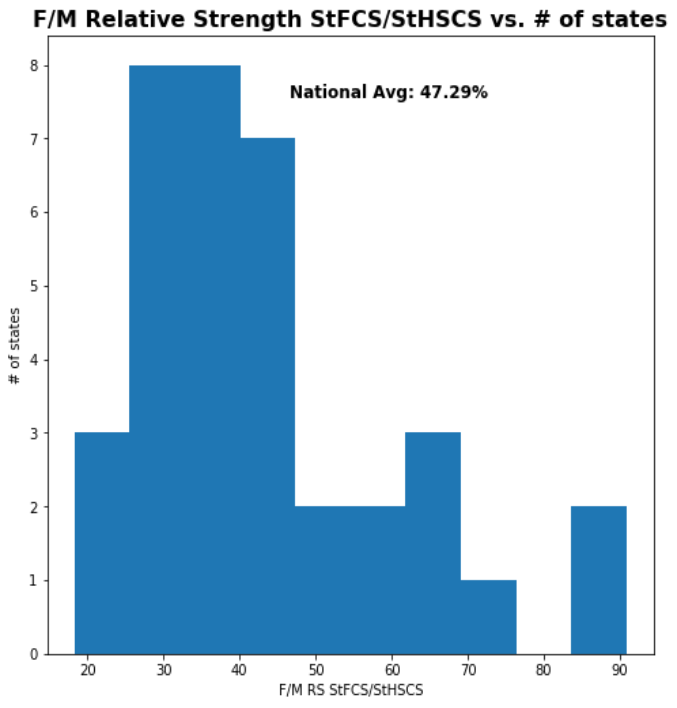 F/M Relative Strength StFCS/StHSCS vs. # of states
National Avg: 47.29%
# of states
8
7
6
5
4
3
2
1
0
20 30 40 50 60 70 80 90
F/M RS StFCS/StHSCS